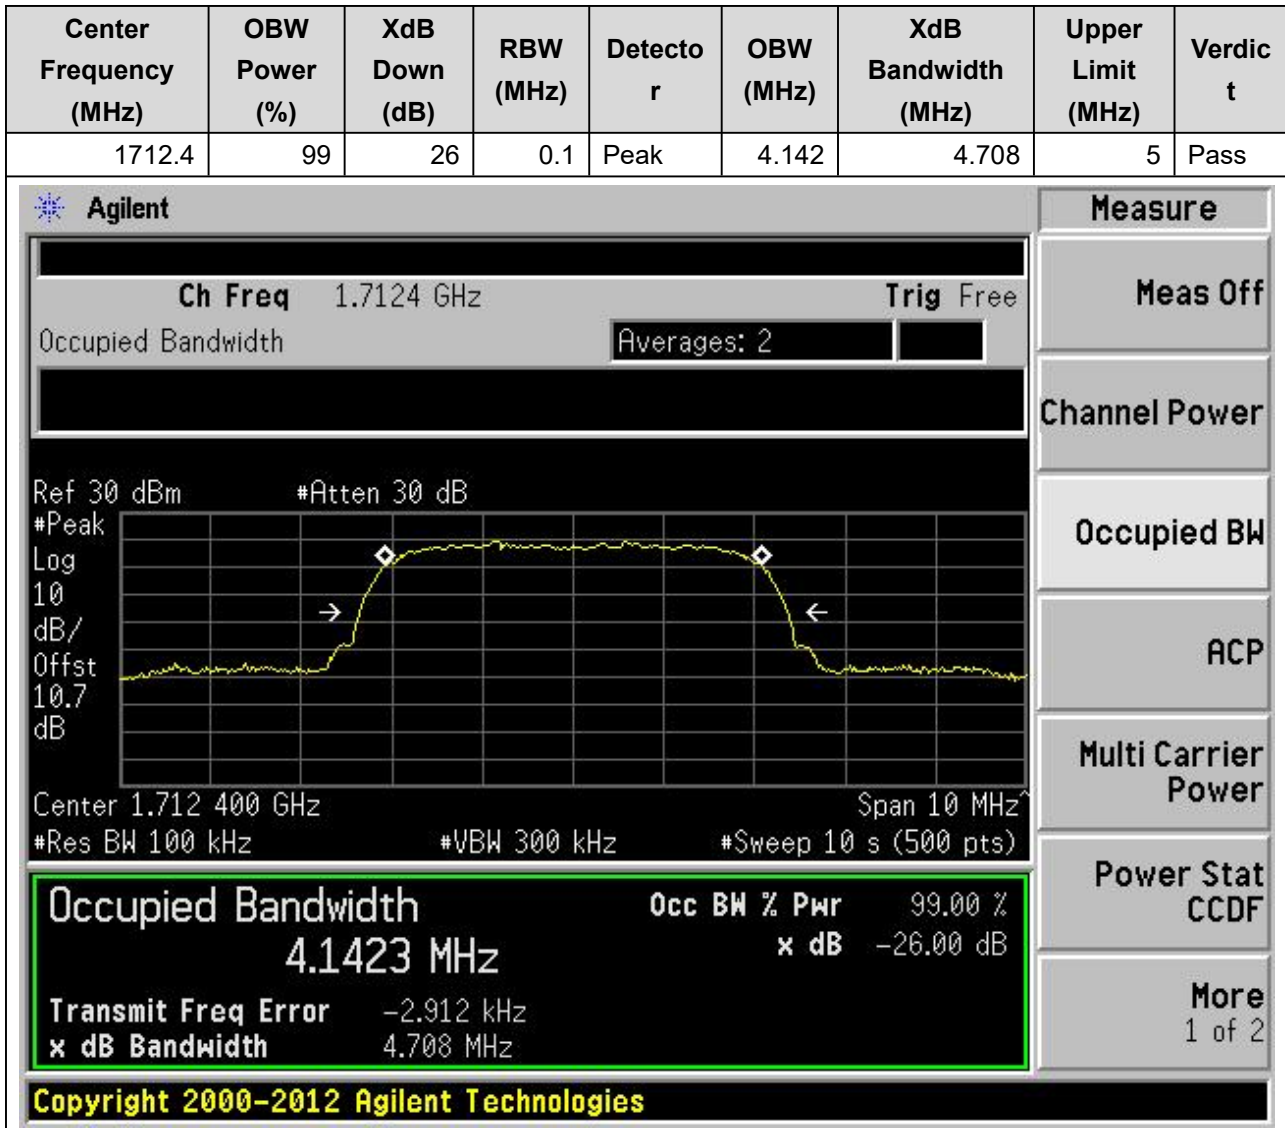 Center Frequency (MHz) OBW Power (%) XdB Down (dB) RBW (MHz) Detecto r OBW (MHz) XdB Bandwidth (MHz) Upper Limit (MHz) Verdic t
1712.4 99 26 0.1 Peak 4.142 4.708 5 Pass
Agilent
Measure
Ch Freq 1.7124 GHz Trig Free
Meas Off
Occupied Bandwidth Averages: 2
Channel Power
Ref 30 dBm #Atten 30 dB
#Peak
Log
10
dB/
Offst
10.7
dB
Occupied BW
ACP
Center 1.712 400 GHz Span 10 MHz^
#Res BW 100 kHz #VBW 300 kHz #Sweep 10 s (500 pts)
Multi Carrier
Power
Occupied Bandwidth Occ BW % Pwr 99.00 %
4.1423 MHz x dB -26.00 dB
Transmit Freq Error -2.912 kHz
x dB Bandwidth 4.708 MHz
Power Stat
CCDF
More
1 of 2
Copyright 2000-2012 Agilent Technologies